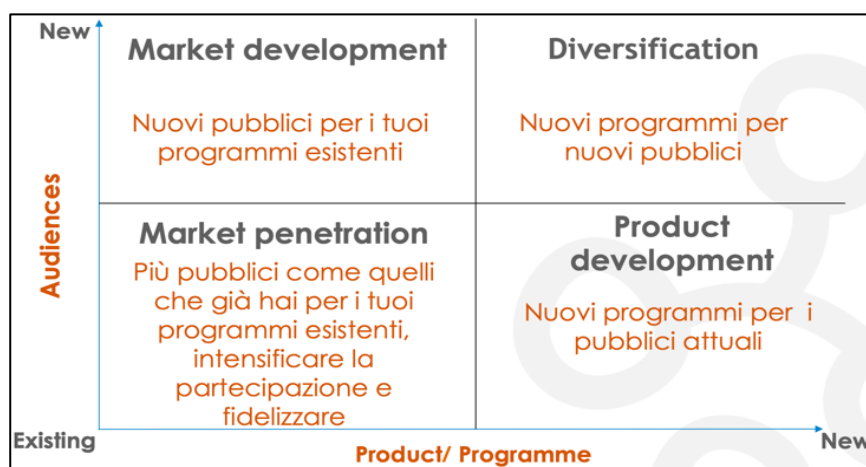 New
Market development
Nuovi pubblici per i tuoi
programmi esistenti
Diversification
Nuovi programmi per
nuovi pubblici
Audiences
Market penetration
Più pubblici come quelli
che già hai per i tuoi
programmi esistenti,
intensificare la
partecipazione e
fidelizzare
Product
development
Nuovi programmi per i
pubblici attuali
Existing
Product/ Programme
New